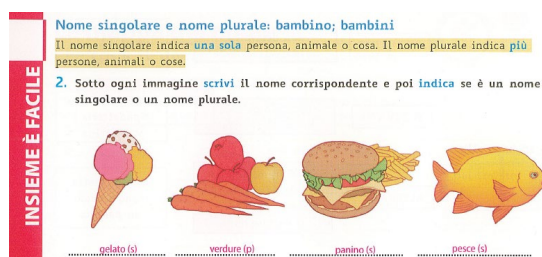 Nome singolare e nome plurale: bambino; bambini
Il nome singolare indica una sola persona, animale o cosa. Il nome plurale indica più
persone, animali o cose.
2. Sotto ogni immagine scrivi il nome corrispondente e poi indica se è un nome
singolare o un nome plurale.
INSIEME È FACILE
gelato (s)
verdure (p)
panino (s)
pesce (s)